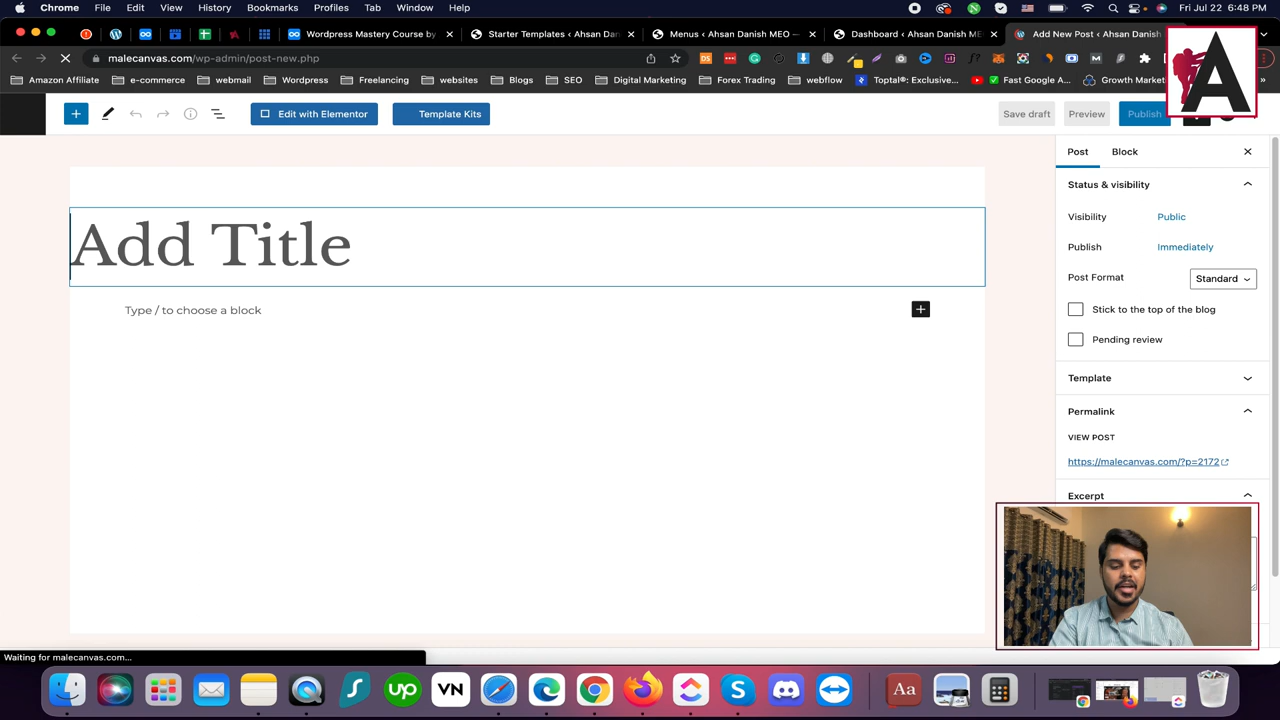 Chrome File Edit View History Bookmarks Profiles Tab Window Help Fri Jul 22 6:48 PM
Wordpress Mastery Course by Starter Templates ‹ Ahsan Dan Menus ‹ Ahsan Danish MEO — Dashboard ‹ Ahsan Danish MEO Add New Post ‹ Ahsan Danish
malecanvas.com/wp-admin/post-new.php
Amazon Affiliate e-commerce webmail Wordpress Freelancing websites Blogs SEO Digital Marketing Forex Trading webflow Toptal®: Exclusive... Fast Google A... Growth Market
Edit with Elementor Template Kits Save draft Preview Publish
A
Post Block
Status & visibility
Visibility Public
Publish Immediately
Post Format Standard
Stick to the top of the blog
Pending review
Template
Permalink
VIEW POST
https://malecanvas.com/?p=2172
Excerpt
Add Title
Type / to choose a block
Waiting for malecanvas.com...
up VN Aa